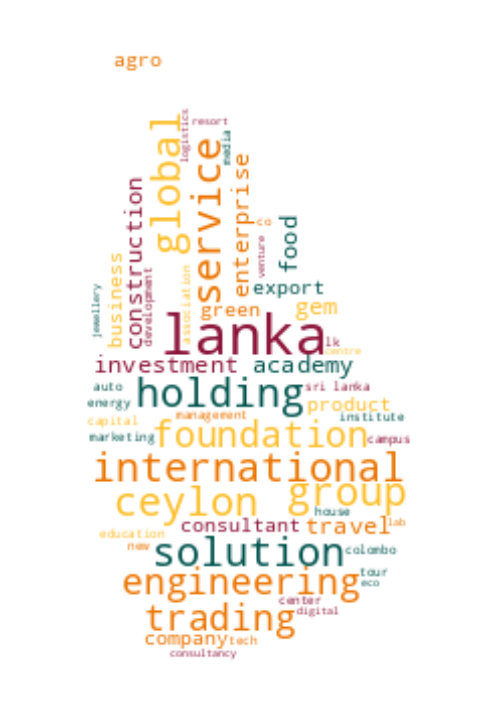 agro
logistics
resort
global
service
media
enterprise
construction
co
food
venture
business
development
association
export
jewellery
green
gem
lanka
lk
centre
investment
academy
auto
holding
sri lanka
energy
product
management
institute
capital
foundation
marketing
campus
international
ceylon
group
house
consultant
travel
lab
education
new
solution
colombo
tour
engineering
eco
center
trading
digital
company
tech
consultancy